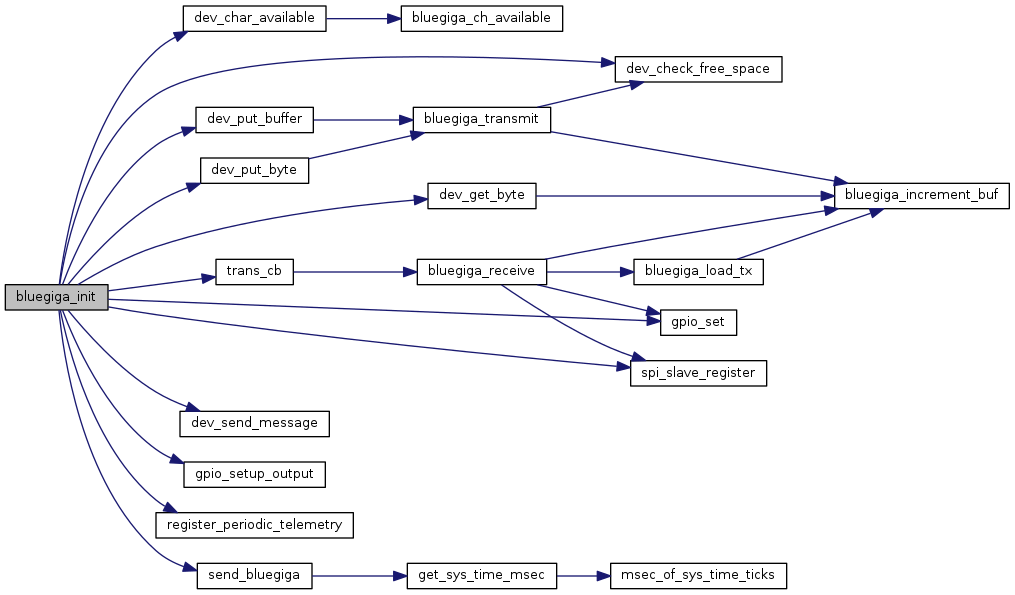 dev_char_available
bluegiga_ch_available
dev_check_free_space
dev_put_buffer
bluegiga_transmit
dev_put_byte
dev_get_byte
bluegiga_increment_buf
trans_cb
bluegiga_receive
bluegiga_load_tx
bluegiga_init
gpio_set
spi_slave_register
dev_send_message
gpio_setup_output
register_periodic_telemetry
send_bluegiga
get_sys_time_msec
msec_of_sys_time_ticks